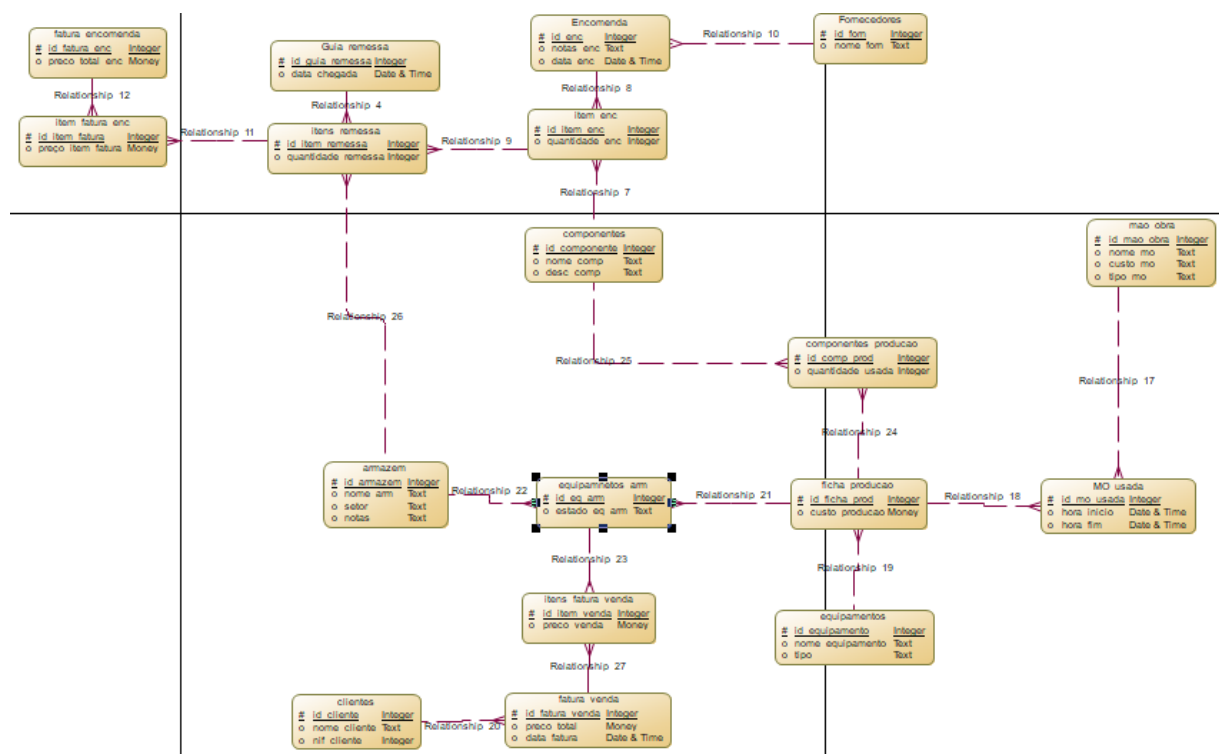 fatura encomenda
# id fatura enc Integer
o preco total enc Money
Relationship 12
item fatura enc
# id item fatura Integer
o preço item fatura Money
Relationship 11
Guia remessa
# id guia remessa Integer
o data chegada Date & Time
Relationship 4
itens remessa
# id item remessa Integer
o quantidade remessa Integer
Relationship 9
Encomenda
# id enc Integer
o notas enc Text
o data enc Date & Time
Relationship 10
Fornecedores
# id forn Integer
o nome forn Text
Relationship 8
item enc
# id item enc Integer
o quantidade enc Integer
Relationship 7
componentes
# id componente Integer
o nome comp Text
o desc comp Text
mao obra
# id mao obra Integer
o nome mo Text
o custo mo Text
o tipo mo Text
Relationship 26
Relationship 25
componentes producao
# id comp prod Integer
o quantidade usada Integer
Relationship 17
Relationship 24
armazem
# id armazem Integer
o nome arm Text
o setor Text
o notas Text
Relationship 22
equipamnetos arm
# id eq arm Integer
o estado eq arm Text
Relationship 21
ficha producao
# id ficha prod Integer
o custo producao Money
Relationship 18
MO usada
# id mo usada Integer
o hora inicio Date & Time
o hora fim Date & Time
Relationship 23
Relationship 19
itens fatura venda
# id item venda Integer
o preco venda Money
equipamentos
# id equipamento Integer
o nome equipamento Text
o tipo Text
Relationship 27
clientes
# id cliente Integer
o nome cliente Text
o nif cliente Integer
Relationship 20
fatura venda
# id fatura venda Integer
o preco total Money
o data fatura Date & Time